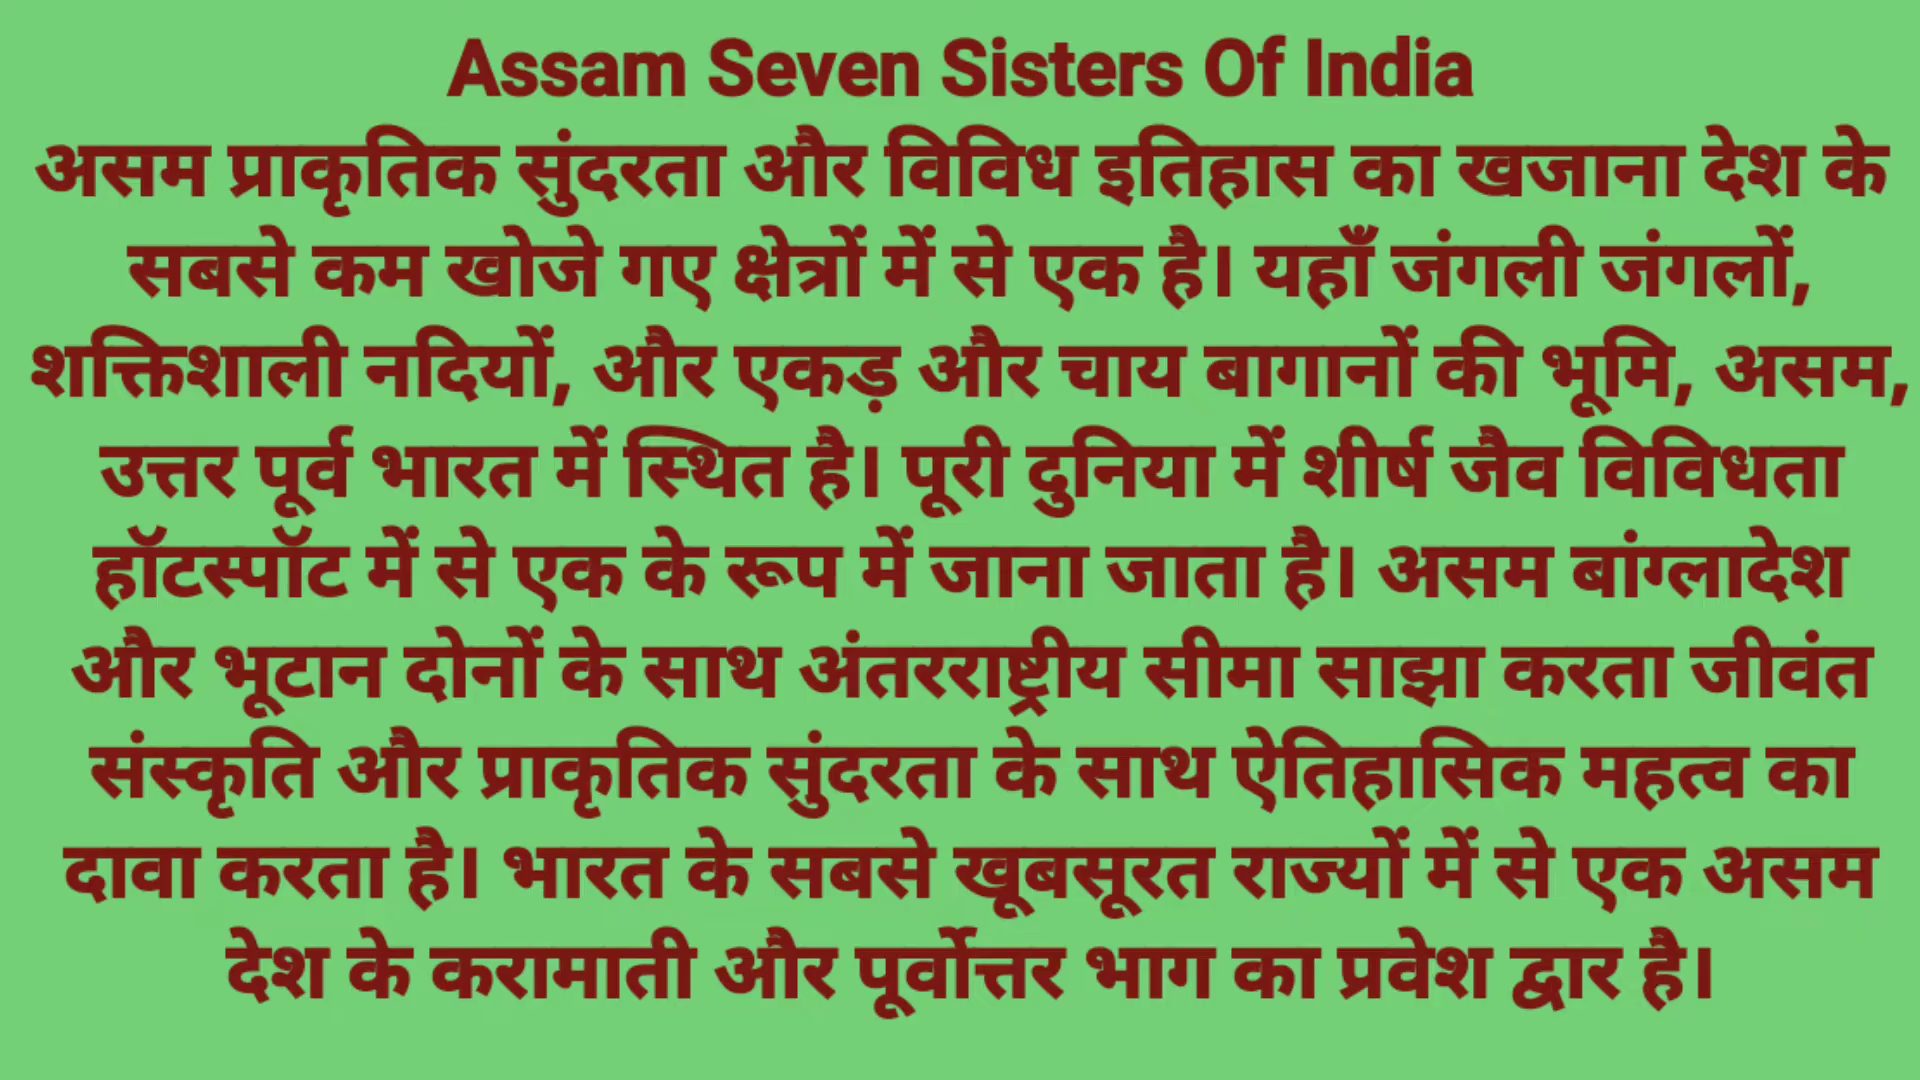 Assam Seven Sisters Of India
असम प्राकृतिक सुंदरता और विविध इतिहास का खजाना देश के
सबसे कम खोजे गए क्षेत्रों में से एक है। यहाँ जंगली जंगलों,
शक्तिशाली नदियों, और एकड़ और चाय बागानों की भूमि, असम,
उत्तर पूर्व भारत में स्थित है। पूरी दुनिया में शीर्ष जैव विविधता
हॉटस्पॉट में से एक के रूप में जाना जाता है। असम बांग्लादेश
और भूटान दोनों के साथ अंतरराष्ट्रीय सीमा साझा करता जीवंत
संस्कृति और प्राकृतिक सुंदरता के साथ ऐतिहासिक महत्व का
दावा करता है। भारत के सबसे खूबसूरत राज्यों में से एक असम
देश के करामाती और पूर्वोत्तर भाग का प्रवेश द्वार है।